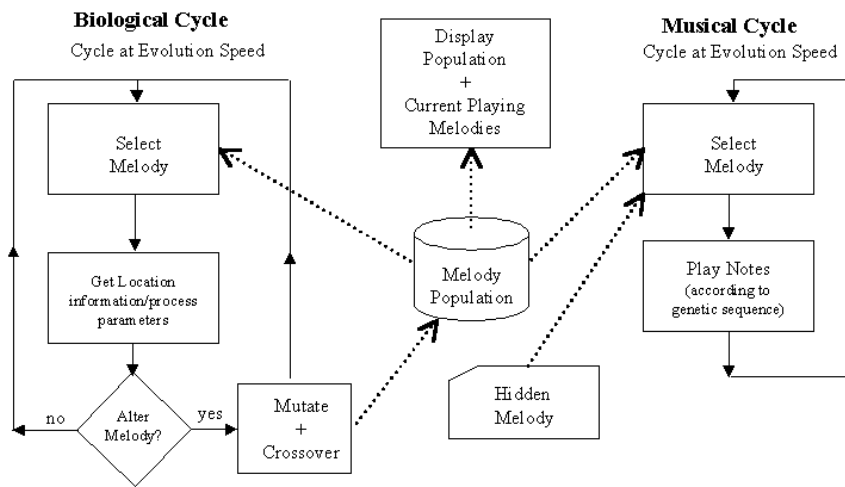 Biological Cycle
Cycle at Evolution Speed
Select
Melody
Get Location
information/process
parameters
Alter
Melody?
no
yes
Mutate
+
Crossover
Display
Population
+
Current Playing
Melodies
Melody
Population
Hidden
Melody
Musical Cycle
Cycle at Evolution Speed
Select
Melody
Play Notes
(according to
genetic sequence)